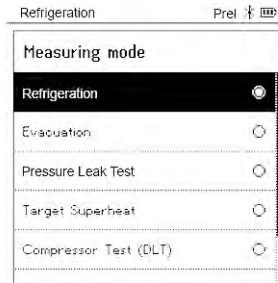 Refrigeration Prel
Measuring mode
Refrigeration
Evacuation
Pressure Leak Test
Target Superheat
Compressor Test (DLT)